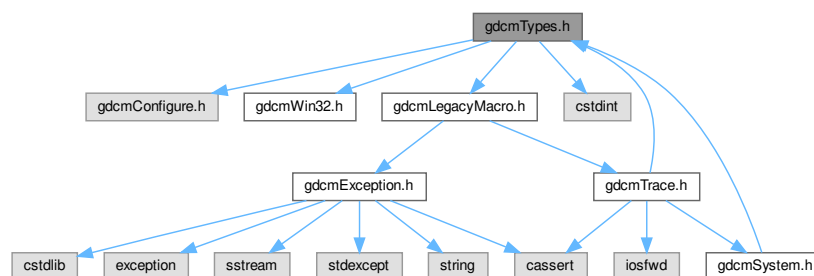 gdcmTypes.h
gdcmConfigure.h
gdcmWin32.h
gdcmLegacyMacro.h
cstdint
gdcmException.h
gdcmTrace.h
cstdlib
exception
sstream
stdexcept
string
cassert
iosfwd
gdcmSystem.h